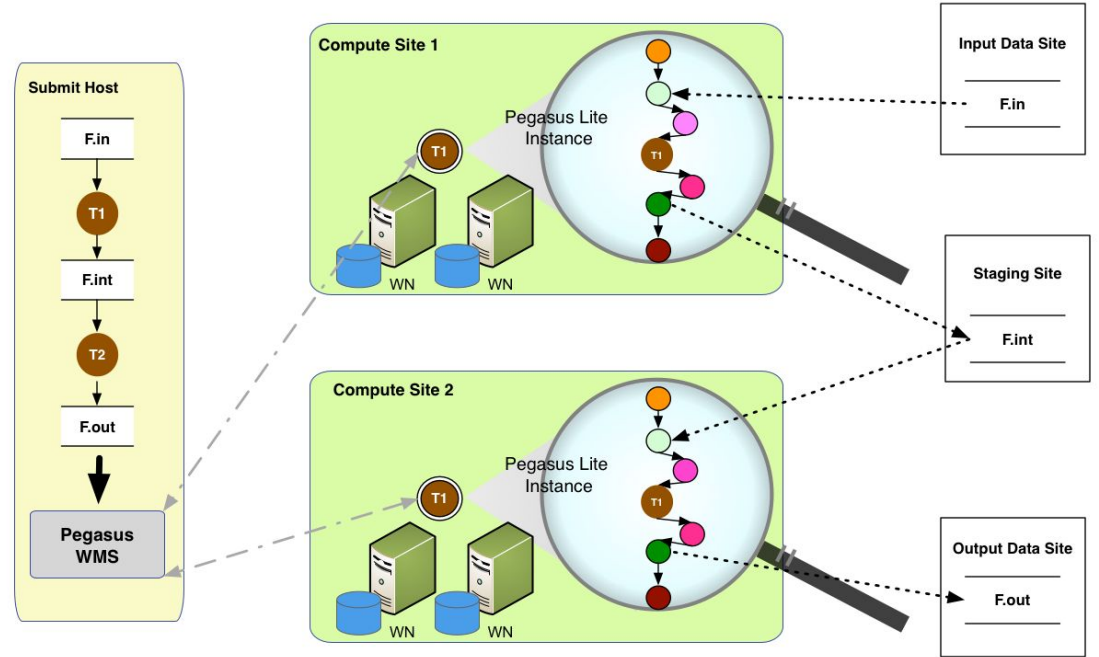 Submit Host
F.in
T1
F.int
T2
F.out
Pegasus
WMS
Compute Site 1
Pegasus Lite
Instance
T1
T1
WN
WN
Compute Site 2
Pegasus Lite
Instance
T1
T1
WN
WN
Input Data Site
F.in
Staging Site
F.int
Output Data Site
F.out